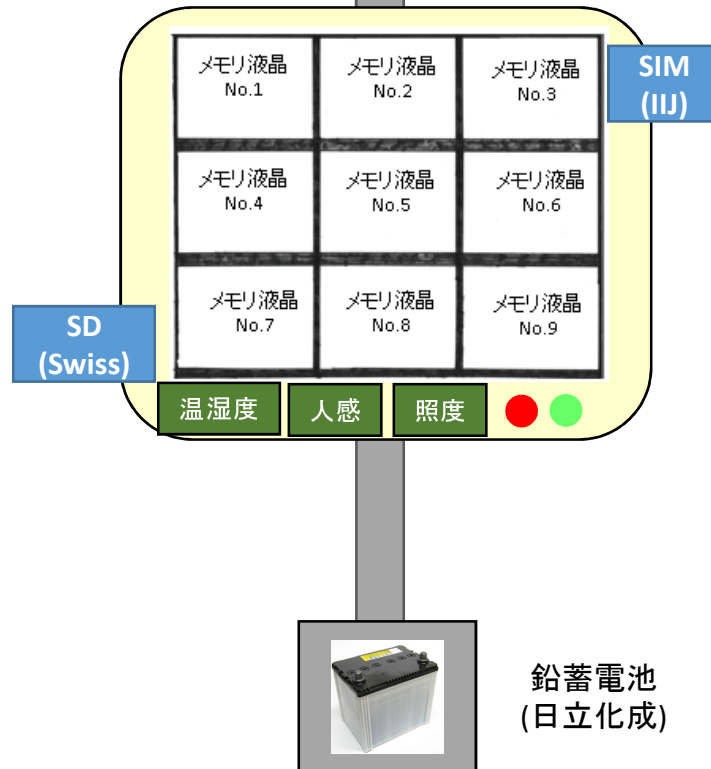 メモリ液晶
No.1
メモリ液晶
No.2
メモリ液晶
No.3
SIM
(IIJ)
メモリ液晶
No.4
メモリ液晶
No.5
メモリ液晶
No.6
メモリ液晶
No.7
メモリ液晶
No.8
メモリ液晶
No.9
SD
(Swiss)
温湿度
人感
照度
鉛蓄電池
(日立化成)